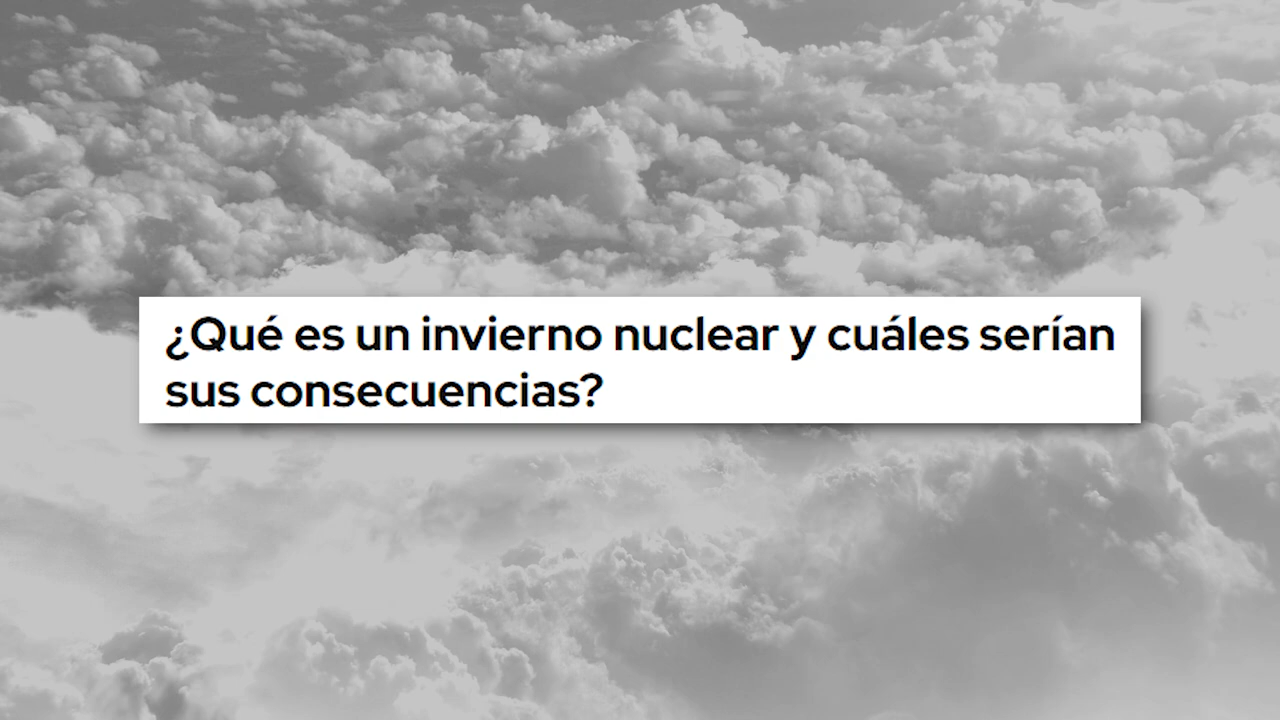 ¿Qué es un invierno nuclear y cuáles serían
sus consecuencias?